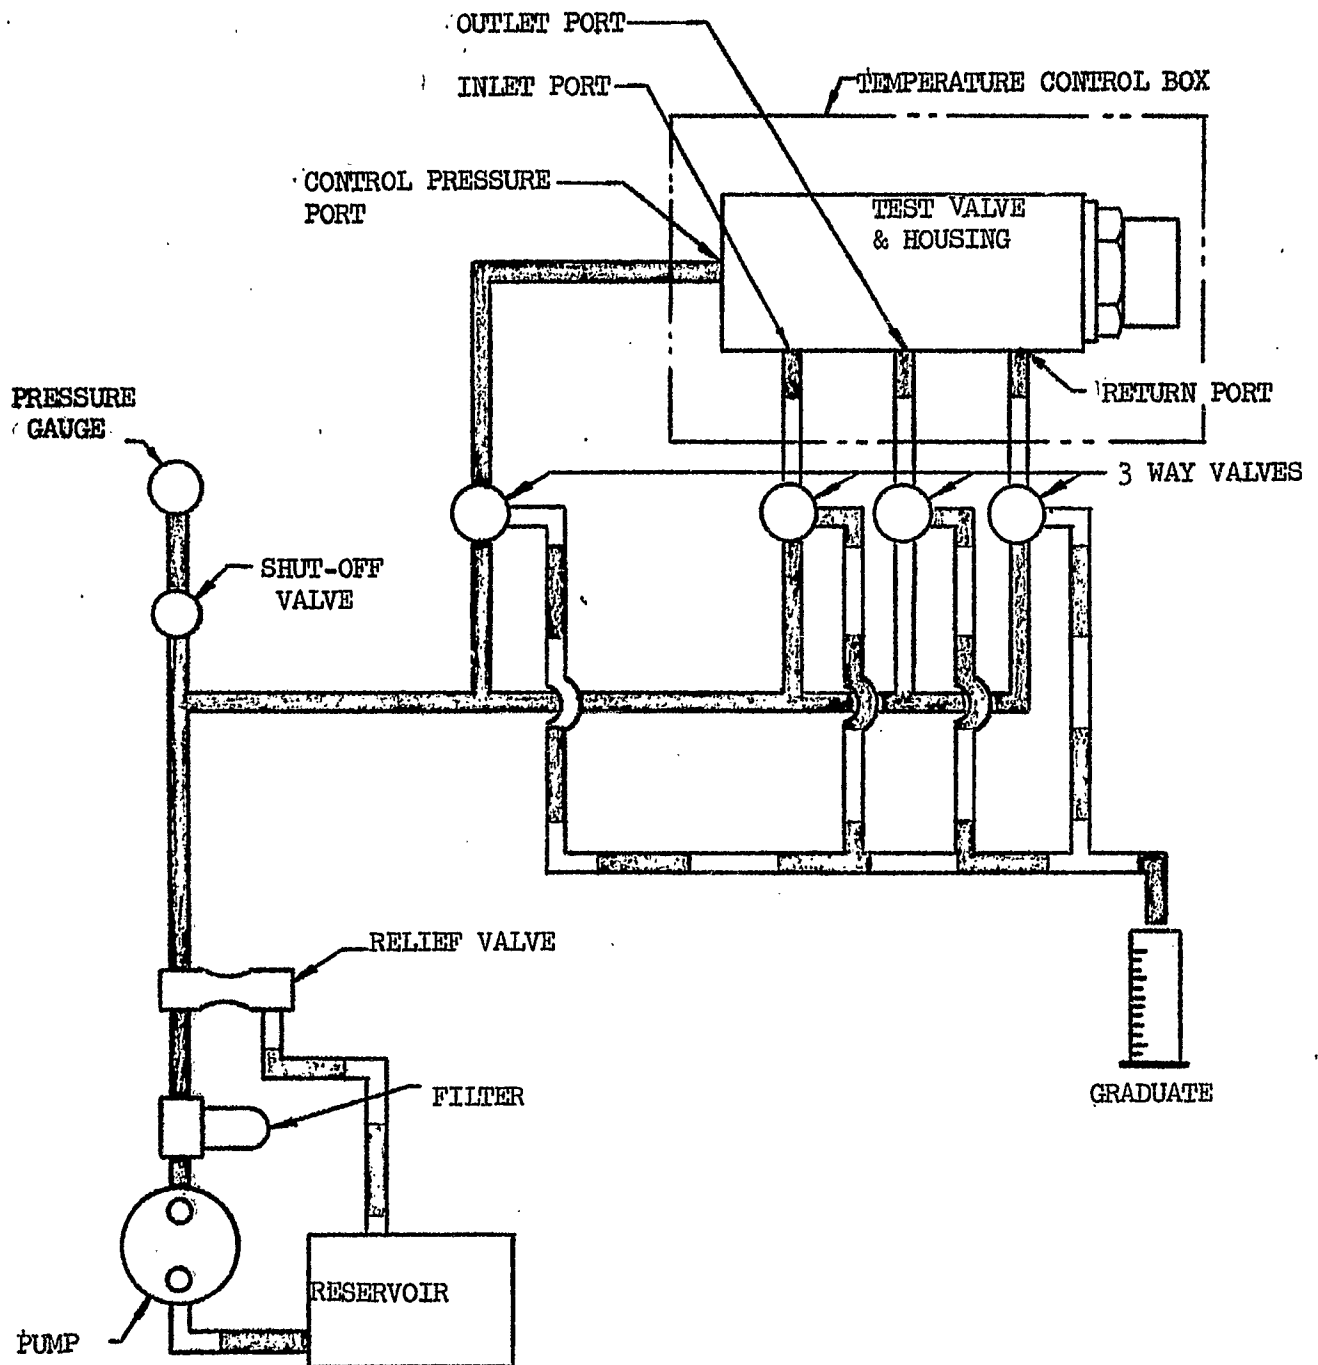 OUTLET PORT
INLET PORT
TEMPERATURE CONTROL BOX
CONTROL PRESSURE
PORT
TEST VALVE
& HOUSING
RETURN PORT
PRESSURE
GAUGE
3 WAY VALVES
SHUT-OFF
VALVE
RELIEF VALVE
FILTER
GRADUATE
RESERVOIR
PUMP